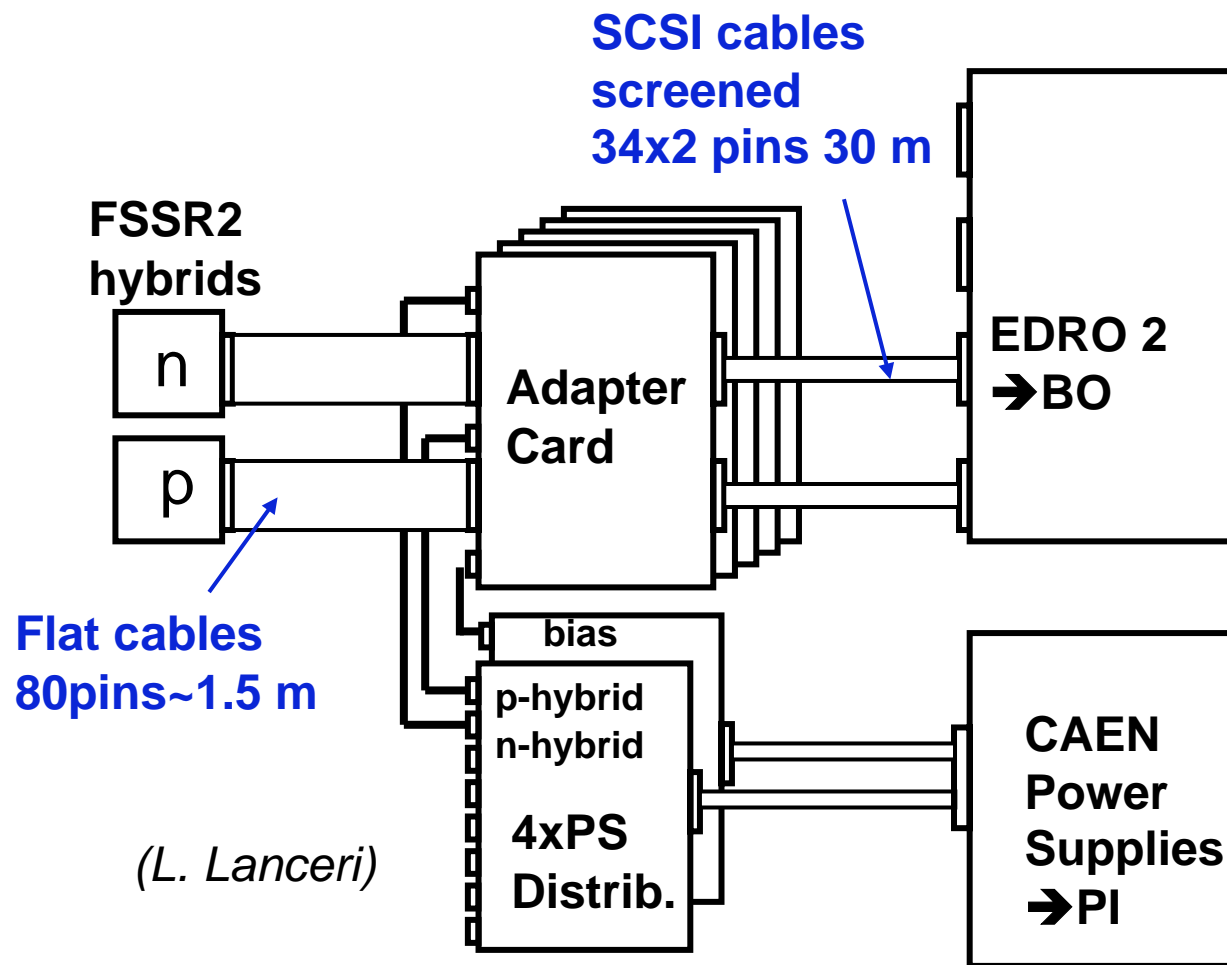 SCSI cables
screened
34x2 pins 30 m
FSSR2
hybrids
n
p
Adapter
Card
EDRO 2
➔BO
Flat cables
80pins~1.5 m
bias
p-hybrid
n-hybrid
4xPS
Distrib.
CAEN
Power
Supplies
➔PI
(L. Lanceri)